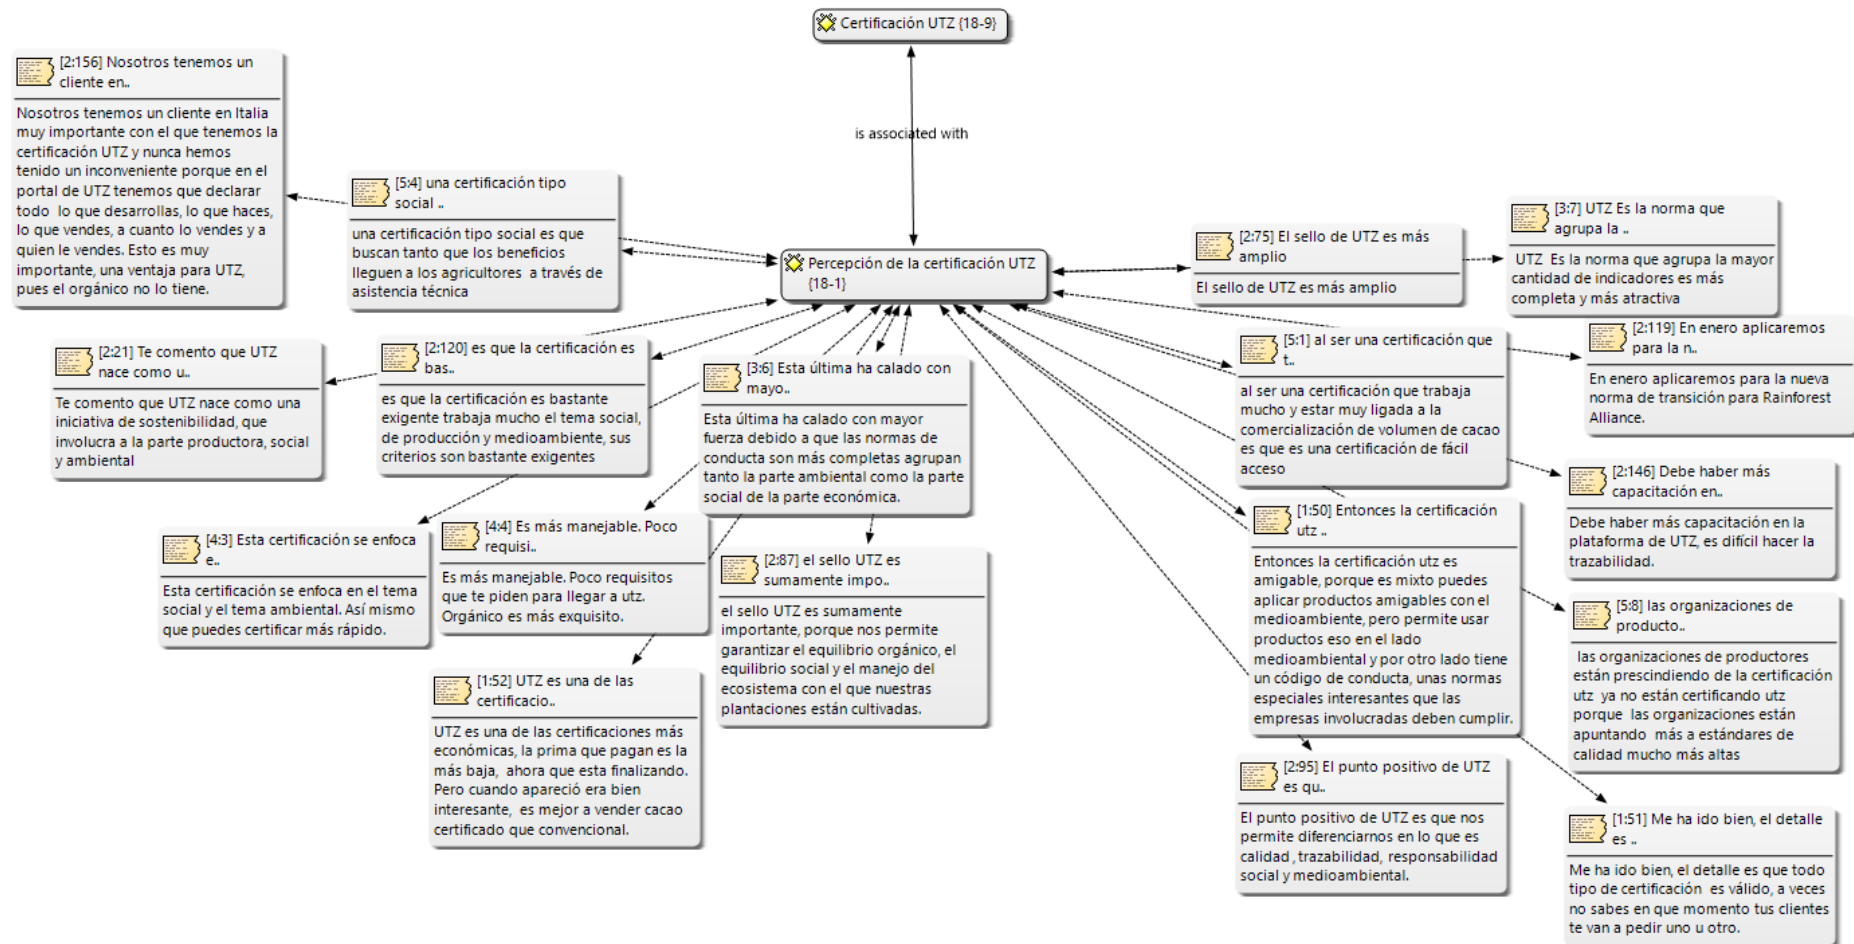 Certificación UTZ {18-9}
is associated with
Percepción de la certificación UTZ
{18-1}
[2:156] Nosotros tenemos un
cliente en..
Nosotros tenemos un cliente en Italia
muy importante con el que tenemos la
certificación UTZ y nunca hemos
tenido un inconveniente porque en el
portal de UTZ tenemos que declarar
todo lo que desarrollas, lo que haces,
lo que vendes, a cuanto lo vendes y a
quien le vendes. Esto es muy
importante, una ventaja para UTZ,
pues el orgánico no lo tiene.
[5:4] una certificación tipo
social ..
una certificación tipo social es que
buscan tanto que los beneficios
lleguen a los agricultores a través de
asistencia técnica
[2:75] El sello de UTZ es más
amplio
El sello de UTZ es más amplio
[3:7] UTZ Es la norma que
agrupa la ..
UTZ Es la norma que agrupa la mayor
cantidad de indicadores es más
completa y más atractiva
[2:21] Te comento que UTZ
nace como u..
Te comento que UTZ nace como una
iniciativa de sostenibilidad, que
involucra a la parte productora, social
y ambiental
[2:120] es que la certificación es
bas..
es que la certificación es bastante
exigente trabaja mucho el tema social,
de producción y medioambiente, sus
criterios son bastante exigentes
[3:6] Esta última ha calado con
mayo..
Esta última ha calado con mayor
fuerza debido a que las normas de
conducta son más completas agrupan
tanto la parte ambiental como la parte
social de la parte económica.
[5:1] al ser una certificación que
t..
al ser una certificación que trabaja
mucho y estar muy ligada a la
comercialización de volumen de cacao
es que es una certificación de fácil
acceso
[2:119] En enero aplicaremos
para la n..
En enero aplicaremos para la nueva
norma de transición para Rainforest
Alliance.
[2:146] Debe haber más
capacitación en..
Debe haber más capacitación en la
plataforma de UTZ, es difícil hacer la
trazabilidad.
[4:3] Esta certificación se enfoca
e..
Esta certificación se enfoca en el tema
social y el tema ambiental. Así mismo
que puedes certificar más rápido.
[4:4] Es más manejable. Poco
requisi..
Es más manejable. Poco requisitos
que te piden para llegar a utz.
Orgánico es más exquisito.
[2:87] el sello UTZ es
sumamente impo..
el sello UTZ es sumamente
importante, porque nos permite
garantizar el equilibrio orgánico, el
equilibrio social y el manejo del
ecosistema con el que nuestras
plantaciones están cultivadas.
[1:50] Entonces la certificación
utz ..
Entonces la certificación utz es
amigable, porque es mixto puedes
aplicar productos amigables con el
medioambiente, pero permite usar
productos eso en el lado
medioambiental y por otro lado tiene
un código de conducta, unas normas
especiales interesantes que las
empresas involucradas deben cumplir.
[5:8] las organizaciones de
producto..
las organizaciones de productores
están prescindiendo de la certificación
utz ya no están certificando utz
porque las organizaciones están
apuntando más a estándares de
calidad mucho más altas
[1:52] UTZ es una de las
certificacio..
UTZ es una de las certificaciones más
económicas, la prima que pagan es la
más baja, ahora que esta finalizando.
Pero cuando apareció era bien
interesante, es mejor a vender cacao
certificado que convencional.
[2:95] El punto positivo de UTZ
es qu..
El punto positivo de UTZ es que nos
permite diferenciarnos en lo que es
calidad , trazabilidad, responsabilidad
social y medioambiental.
[1:51] Me ha ido bien, el detalle
es ..
Me ha ido bien, el detalle es que todo
tipo de certificación es válido, a veces
no sabes en que momento tus clientes
te van a pedir uno u otro.